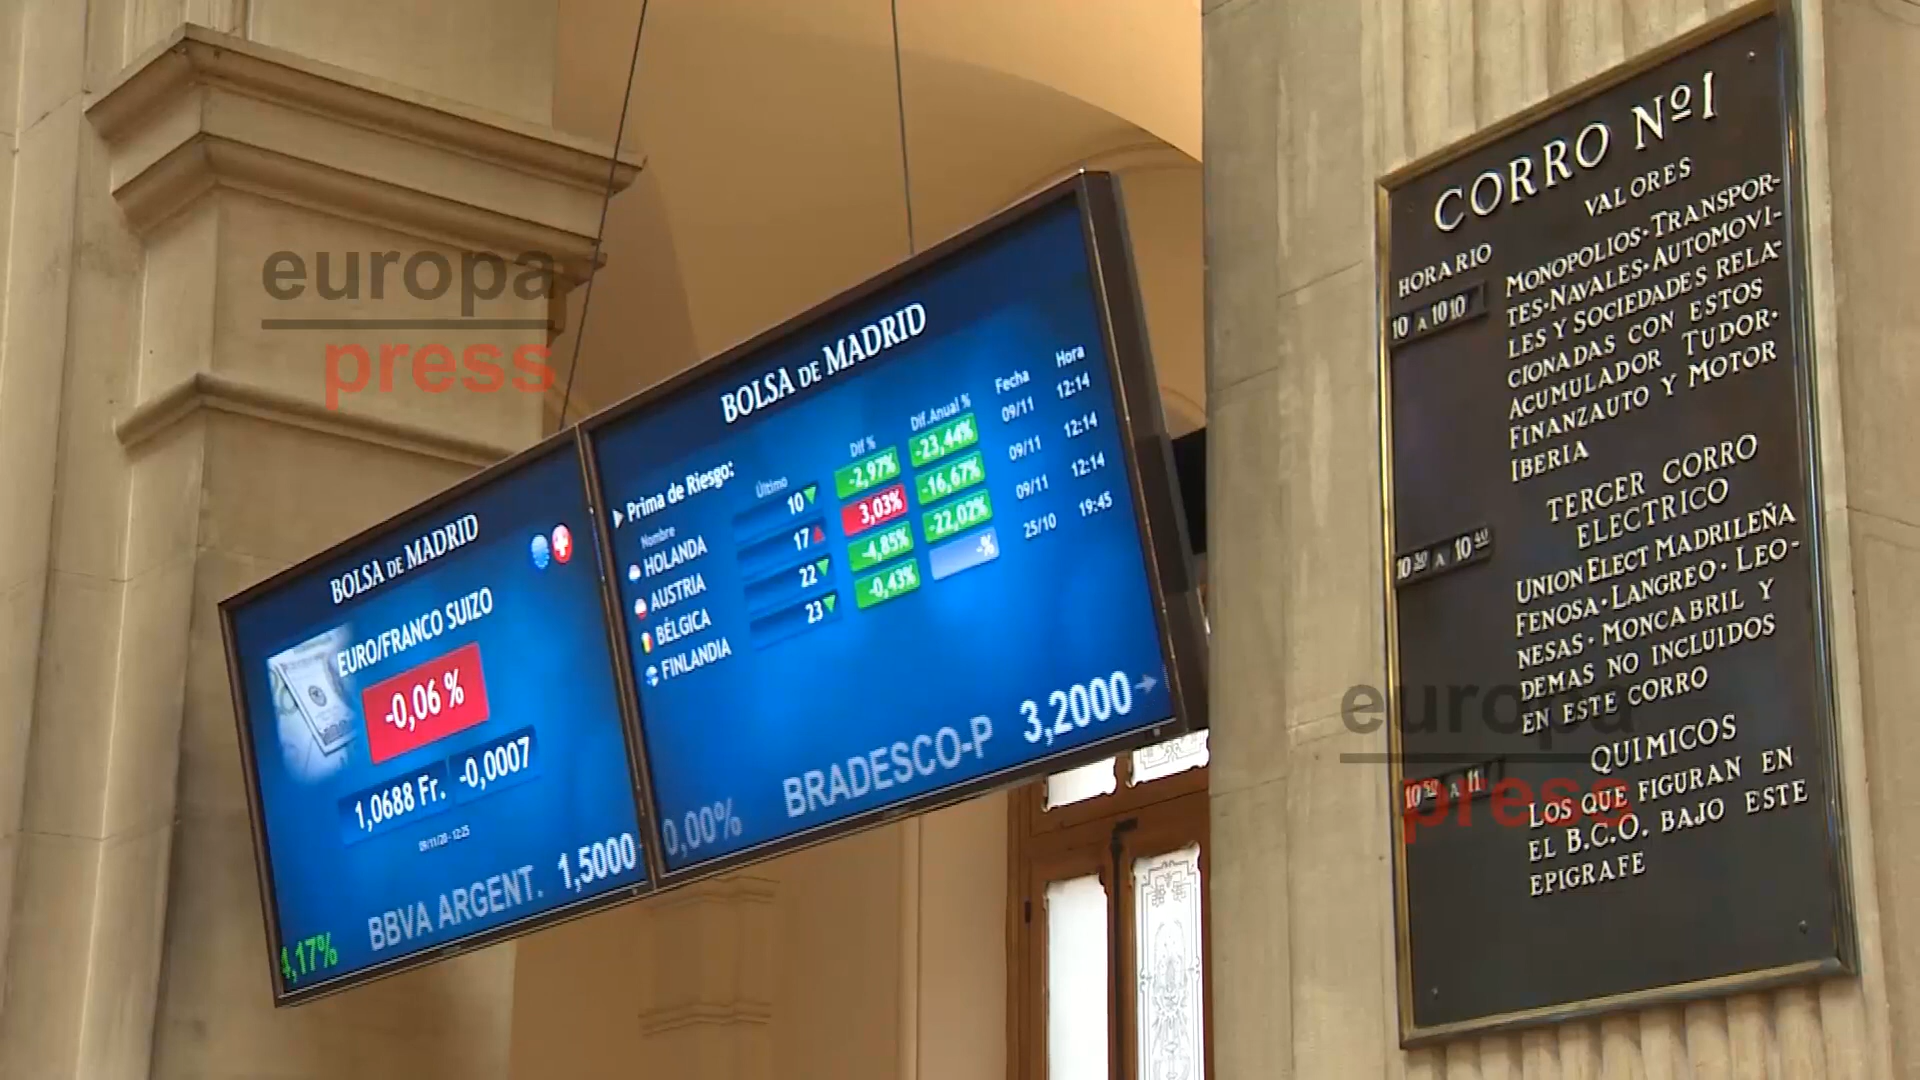 europa
press
BOLSA DE MADRID
EURO/FRANCO SUIZO
-0,06 %
1,0688 Fr. -0,0007
09/11/20 - 12:25
BBVA ARGENT. 1,5000
4,17%
BOLSA DE MADRID
Prima de Riesgo:
Nombre Último Dif % Dif.Anual % Fecha Hora
HOLANDA 10 -2,97% -23,44% 09/11 12:14
AUSTRIA 17 3,03% -16,67% 09/11 12:14
BÉLGICA 22 -4,85% -22,02% 09/11 12:14
FINLANDIA 23 -0,43% -% 25/10 19:45
0,00% BRADESCO-P 3,2000
CORRO Nº 1
HORARIO VALORES
10 A 10 10 MONOPOLIOS·TRANSPOR-
TES·NAVALES·AUTOMOVI-
LES Y SOCIEDADES RELA-
CIONADAS CON ESTOS
ACUMULADOR TUDOR·
FINANZAUTO Y MOTOR
IBERIA
TERCER CORRO
ELECTRICO
10 30 A 10 40 UNION ELECT MADRILEÑA
FENOSA·LANGREO·LEO-
NESAS·MONCABRIL Y
DEMAS NO INCLUIDOS
EN ESTE CORRO
QUIMICOS
10 50 A 11 LOS QUE FIGURAN EN
EL B.C.O. BAJO ESTE
EPIGRAFE
europa
press